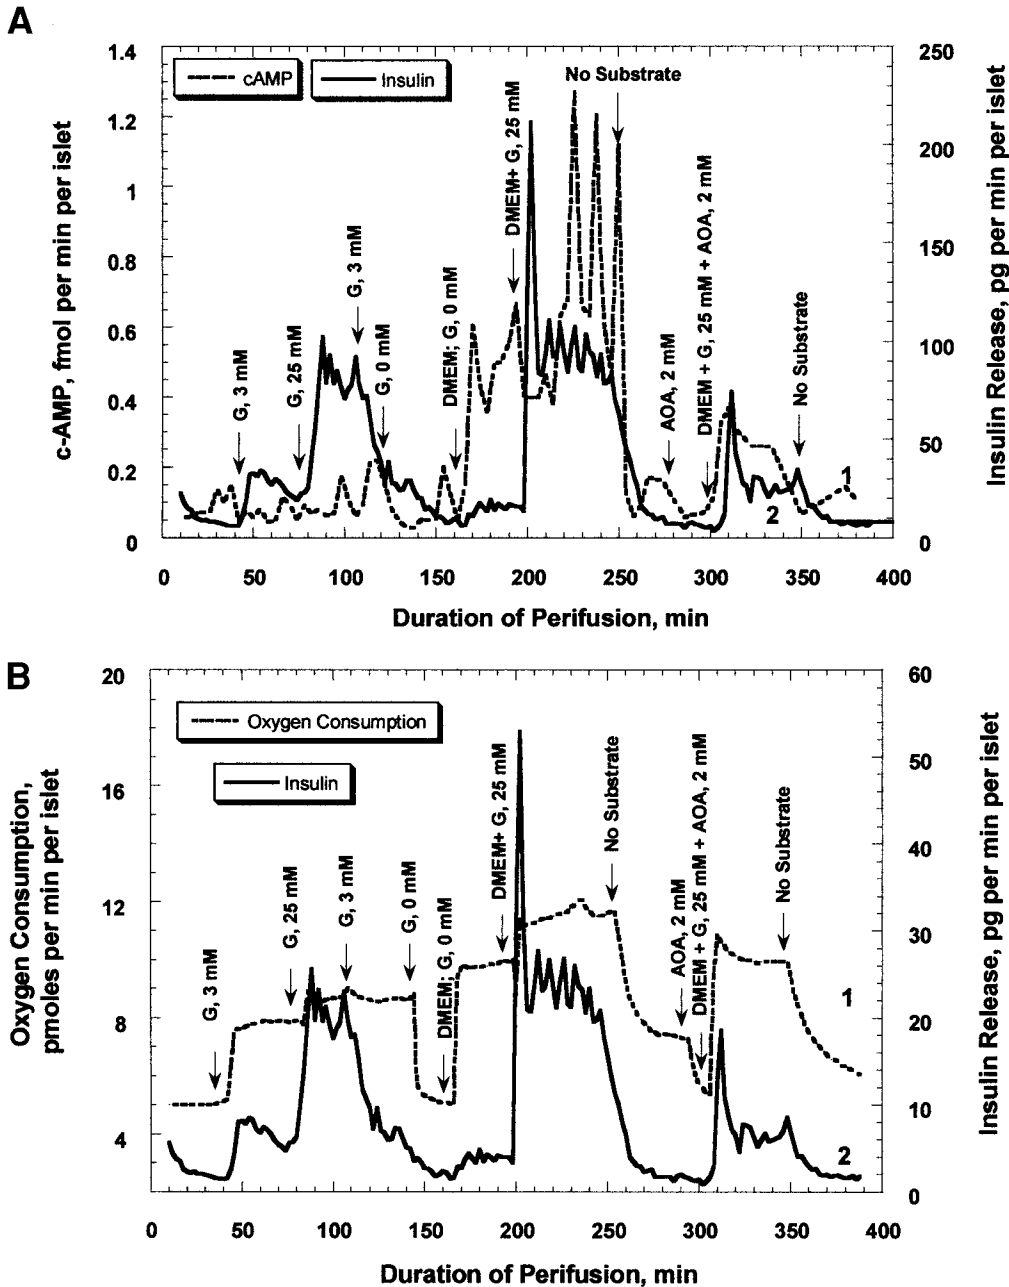 A
1.4
1.2
1
0.8
0.6
0.4
0.2
0
250
200
150
100
50
0
c-AMP, fmol per min per islet
Insulin Release, pg per min per islet
cAMP
Insulin
G, 3 mM
G, 25 mM
G, 3 mM
G, 0 mM
DMEM; G, 0 mM
DMEM+ G, 25 mM
No Substrate
AOA, 2 mM
DMEM + G, 25 mM + AOA, 2 mM
No Substrate
1
2
0 50 100 150 200 250 300 350 400
Duration of Perifusion, min
B
20
16
12
8
4
60
50
40
30
20
10
0
Oxygen Consumption,
pmoles per min per islet
Insulin Release, pg per min per islet
Oxygen Consumption
Insulin
G, 3 mM
G, 25 mM
G, 3 mM
G, 0 mM
DMEM; G, 0 mM
DMEM+ G, 25 mM
No Substrate
AOA, 2 mM
DMEM + G, 25 mM + AOA, 2 mM
No Substrate
1
2
0 50 100 150 200 250 300 350 400
Duration of Perifusion, min